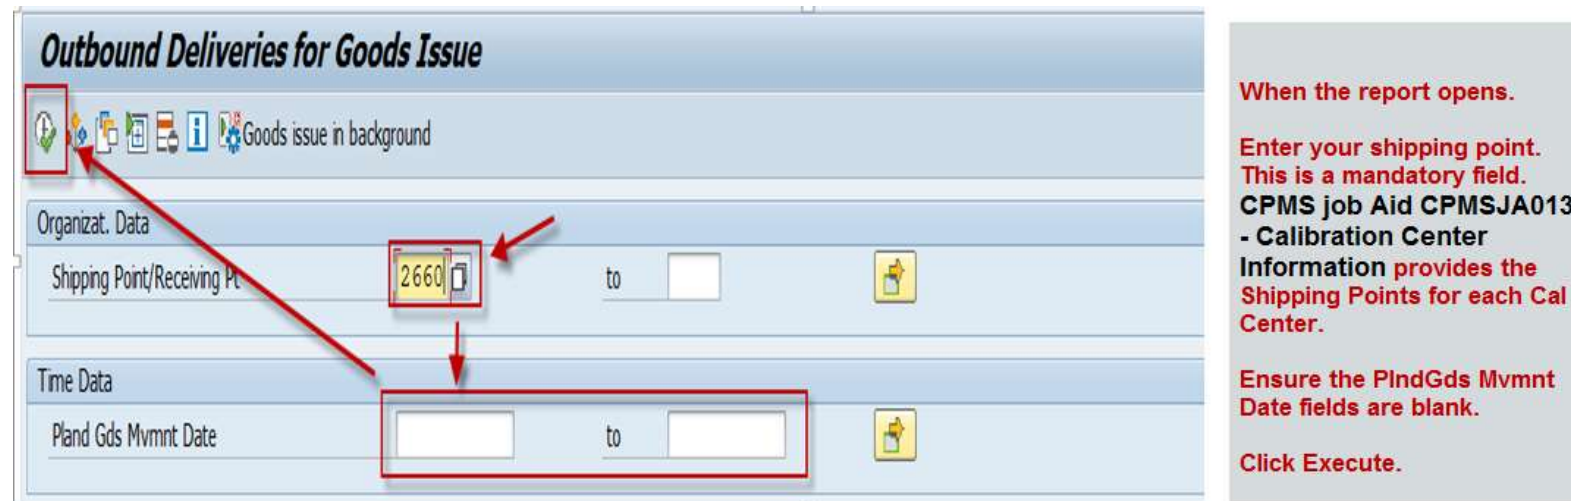 Outbound Deliveries for Goods Issue
Goods issue in background
Organizat. Data
Shipping Point/Receiving Pt 2660 to
Time Data
Pland Gds Mvmnt Date to
When the report opens.
Enter your shipping point.
This is a mandatory field.
CPMS job Aid CPMSJA013
- Calibration Center
Information provides the
Shipping Points for each Cal
Center.
Ensure the PlndGds Mvmnt
Date fields are blank.
Click Execute.